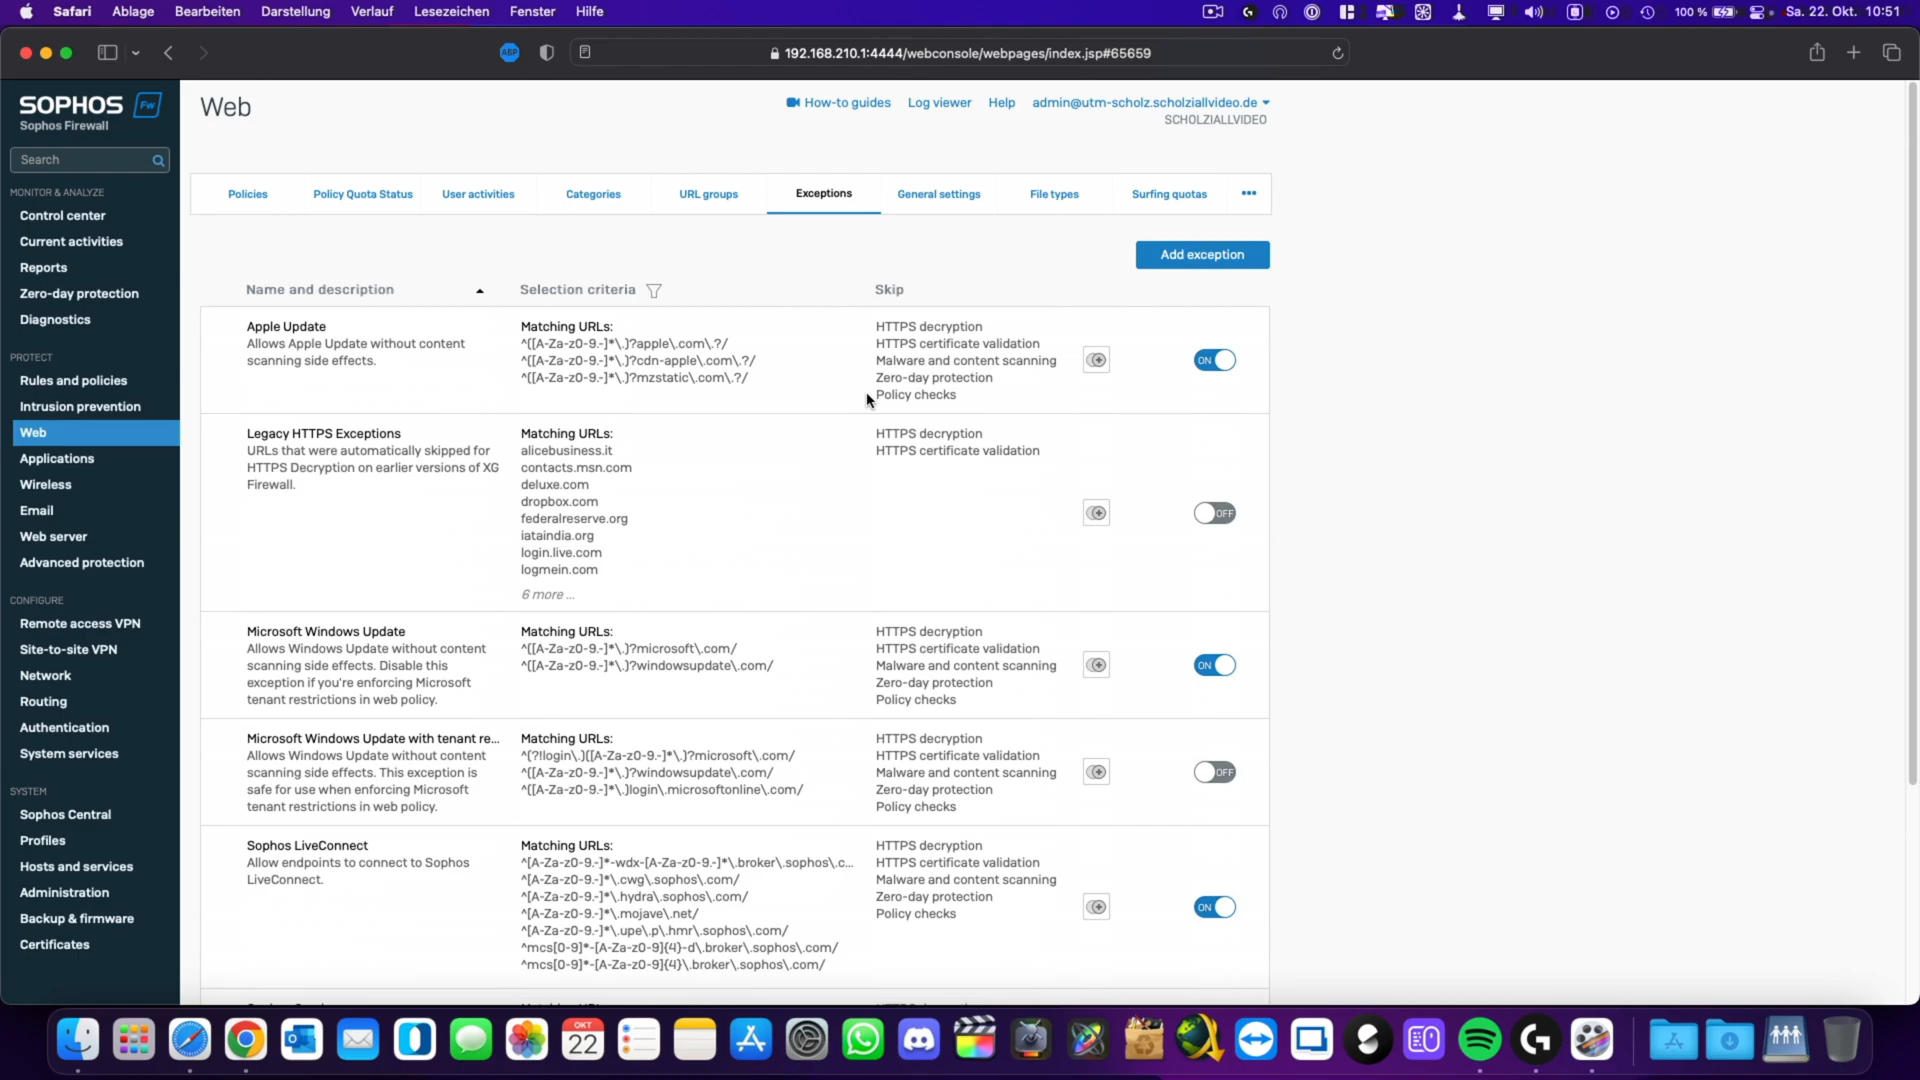 Safari Ablage Bearbeiten Darstellung Verlauf Lesezeichen Fenster Hilfe 100 % Sa. 22. Okt. 10:51
ABP 192.168.210.1:4444/webconsole/webpages/index.jsp#65659
SOPHOS Fw
Sophos Firewall
Search
MONITOR & ANALYZE
Control center
Current activities
Reports
Zero-day protection
Diagnostics
PROTECT
Rules and policies
Intrusion prevention
Web
Applications
Wireless
Email
Web server
Advanced protection
CONFIGURE
Remote access VPN
Site-to-site VPN
Network
Routing
Authentication
System services
SYSTEM
Sophos Central
Profiles
Hosts and services
Administration
Backup & firmware
Certificates
Web
How-to guides Log viewer Help admin@utm-scholz.scholziallvideo.de
SCHOLZIALLVIDEO
Policies Policy Quota Status User activities Categories URL groups Exceptions General settings File types Surfing quotas •••
Add exception
Name and description Selection criteria Skip
Apple Update
Allows Apple Update without content
scanning side effects.
Matching URLs:
^([A-Za-z0-9.-]*\.)?apple\.com\.?/
^([A-Za-z0-9.-]*\.)?cdn-apple\.com\.?/
^([A-Za-z0-9.-]*\.)?mzstatic\.com\.?/
HTTPS decryption
HTTPS certificate validation
Malware and content scanning
Zero-day protection
Policy checks
ON
Legacy HTTPS Exceptions
URLs that were automatically skipped for
HTTPS Decryption on earlier versions of XG
Firewall.
Matching URLs:
alicebusiness.it
contacts.msn.com
deluxe.com
dropbox.com
federalreserve.org
iataindia.org
login.live.com
logmein.com
6 more ...
HTTPS decryption
HTTPS certificate validation
OFF
Microsoft Windows Update
Allows Windows Update without content
scanning side effects. Disable this
exception if you're enforcing Microsoft
tenant restrictions in web policy.
Matching URLs:
^([A-Za-z0-9.-]*\.)?microsoft\.com/
^([A-Za-z0-9.-]*\.)?windowsupdate\.com/
HTTPS decryption
HTTPS certificate validation
Malware and content scanning
Zero-day protection
Policy checks
ON
Microsoft Windows Update with tenant re...
Allows Windows Update without content
scanning side effects. This exception is
safe for use when enforcing Microsoft
tenant restrictions in web policy.
Matching URLs:
^(?!login\.)([A-Za-z0-9.-]*\.)?microsoft\.com/
^([A-Za-z0-9.-]*\.)?windowsupdate\.com/
^([A-Za-z0-9.-]*\.)login\.microsoftonline\.com/
HTTPS decryption
HTTPS certificate validation
Malware and content scanning
Zero-day protection
Policy checks
OFF
Sophos LiveConnect
Allow endpoints to connect to Sophos
LiveConnect.
Matching URLs:
^[A-Za-z0-9.-]*-wdx-[A-Za-z0-9.-]*\.broker\.sophos\.c...
^[A-Za-z0-9.-]*\.cwg\.sophos\.com/
^[A-Za-z0-9.-]*\.hydra\.sophos\.com/
^[A-Za-z0-9.-]*\.mojave\.net/
^[A-Za-z0-9.-]*\.upe\.p\.hmr\.sophos\.com/
^mcs[0-9]*-[A-Za-z0-9]{4}-d\.broker\.sophos\.com/
^mcs[0-9]*-[A-Za-z0-9]{4}\.broker\.sophos\.com/
HTTPS decryption
HTTPS certificate validation
Malware and content scanning
Zero-day protection
Policy checks
ON
OKT
22